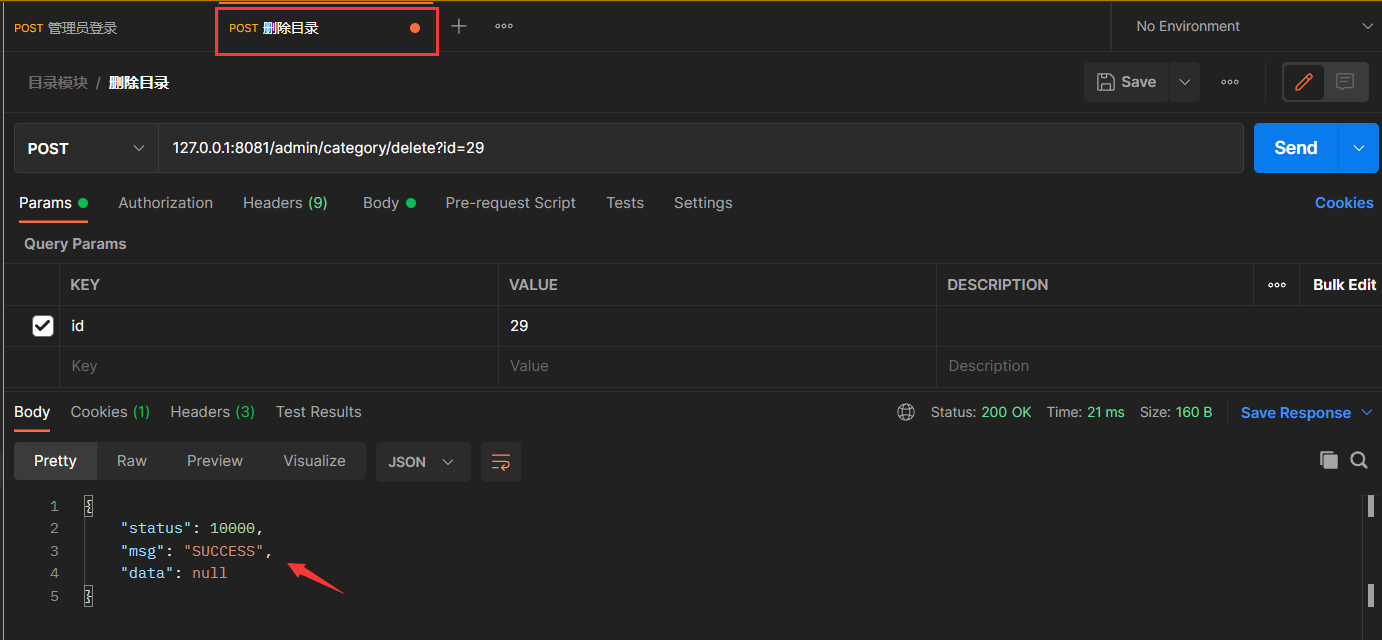 POST 管理员登录 POST 删除目录 No Environment
目录模块 / 删除目录 Save
POST 127.0.0.1:8081/admin/category/delete?id=29 Send
Params Authorization Headers (9) Body Pre-request Script Tests Settings Cookies
Query Params
KEY VALUE DESCRIPTION Bulk Edit
id 29
Key Value Description
Body Cookies (1) Headers (3) Test Results Status: 200 OK Time: 21 ms Size: 160 B Save Response
Pretty Raw Preview Visualize JSON
1 {
2 "status": 10000,
3 "msg": "SUCCESS",
4 "data": null
5 }